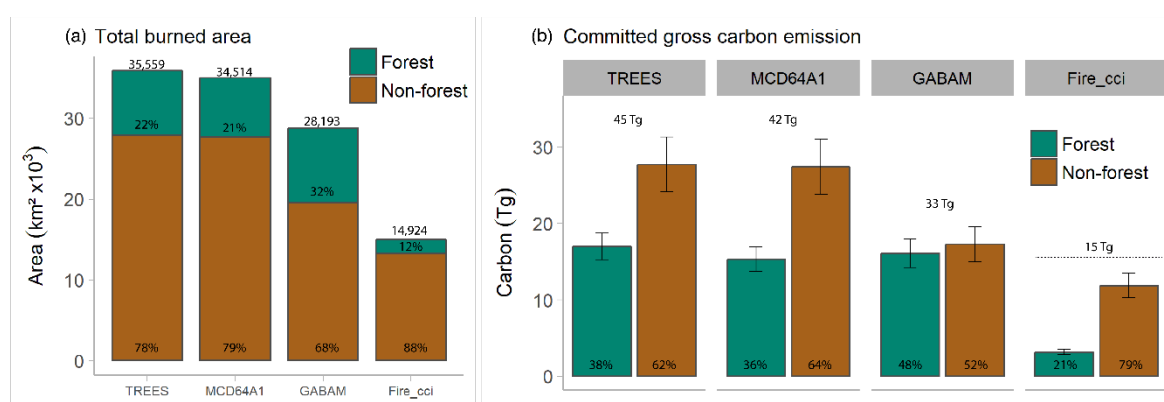 (a) Total burned area
Forest
Non-forest
Area (km² x10³)
30
20
10
0
35,559
22%
78%
34,514
21%
79%
28,193
32%
68%
14,924
12%
88%
TREES
MCD64A1
GABAM
Fire_cci
(b) Committed gross carbon emission
TREES
MCD64A1
GABAM
Fire_cci
Forest
Non-forest
Carbon (Tg)
30
20
10
0
45 Tg
38%
62%
42 Tg
36%
64%
33 Tg
48%
52%
15 Tg
21%
79%